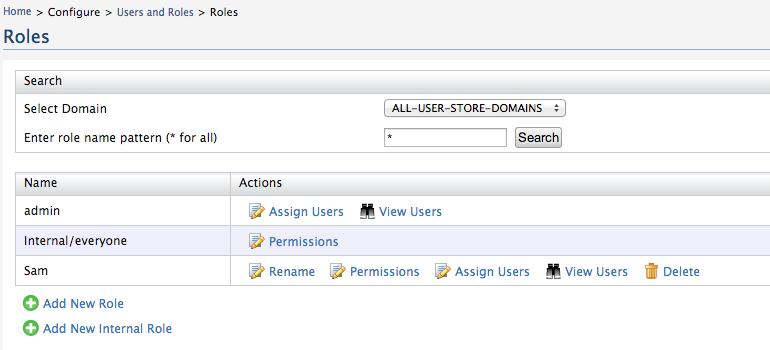 Home > Configure > Users and Roles > Roles
Roles
Search
Select Domain ALL-USER-STORE-DOMAINS
Enter role name pattern (* for all) * Search
Name Actions
admin Assign Users View Users
Internal/everyone Permissions
Sam Rename Permissions Assign Users View Users Delete
Add New Role
Add New Internal Role